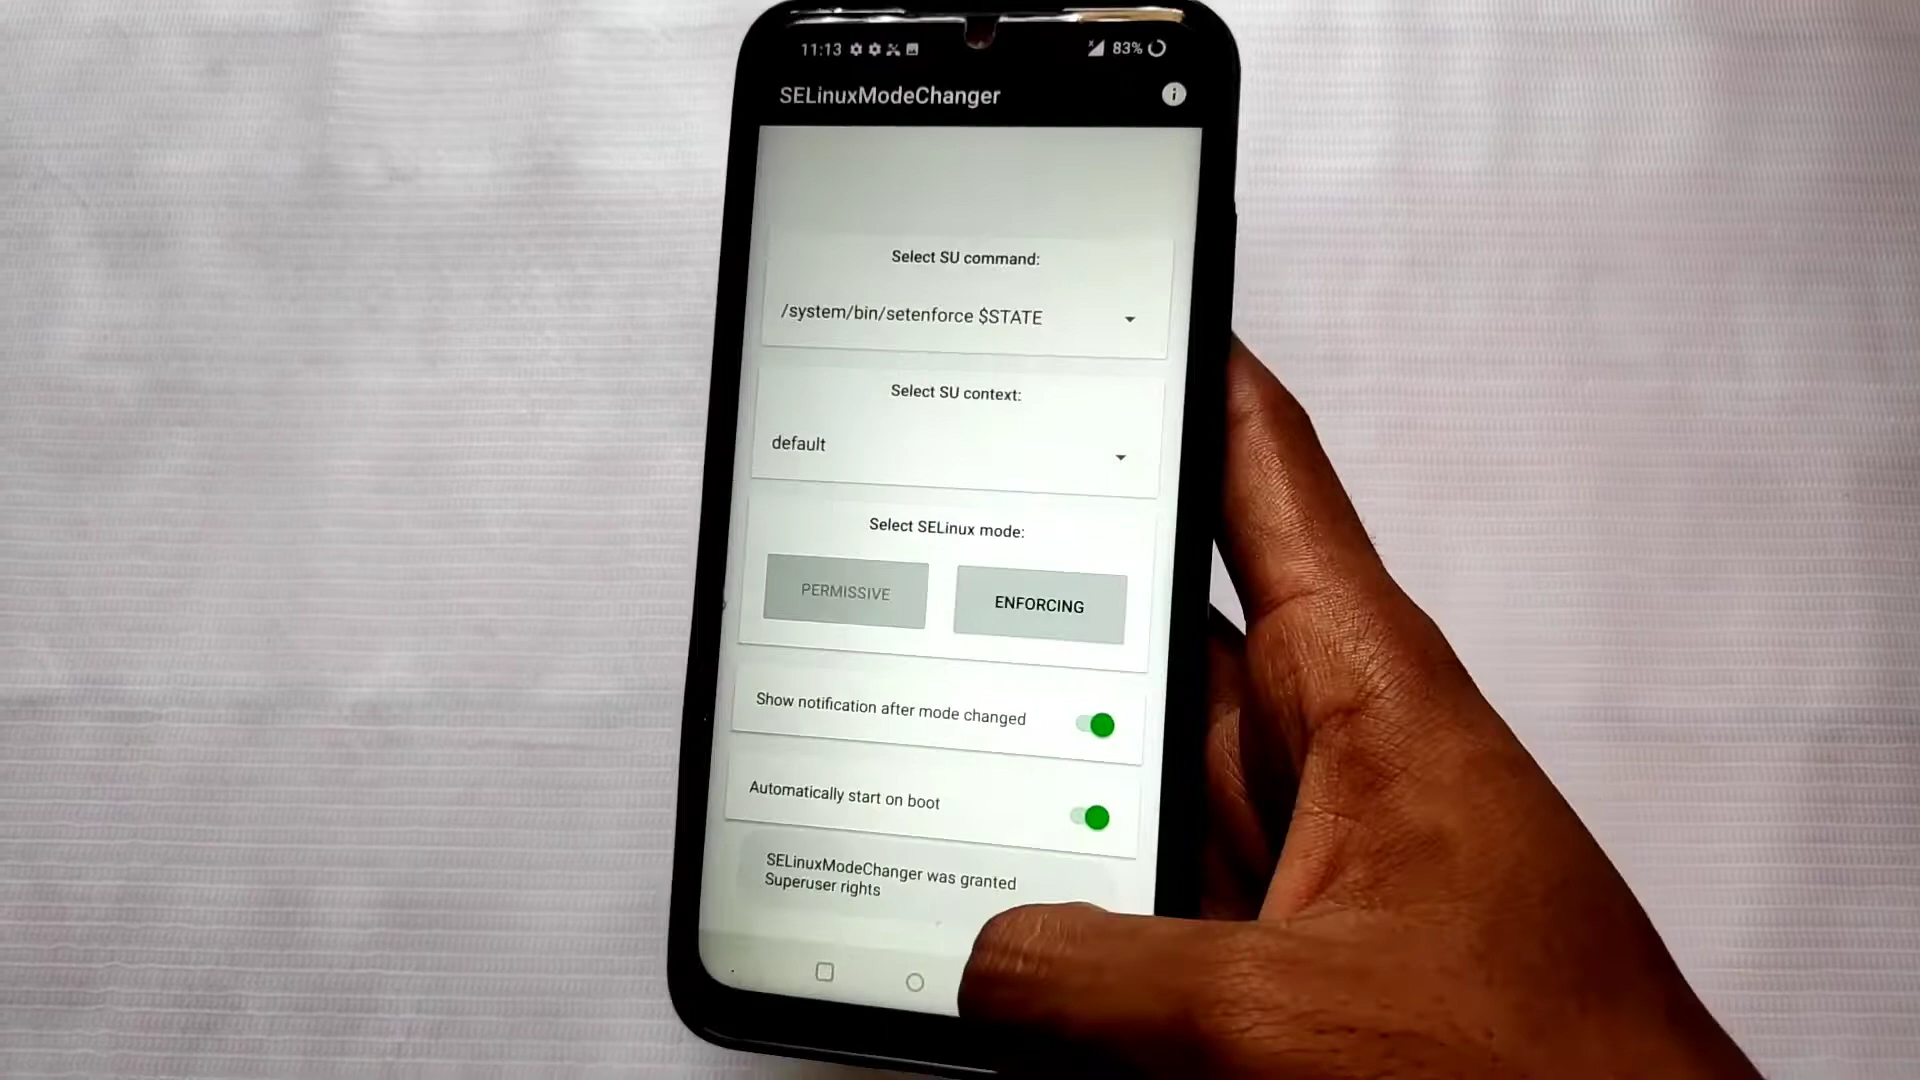 11:13
83%
SELinuxModeChanger
Select SU command:
/system/bin/setenforce $STATE
Select SU context:
default
Select SELinux mode:
PERMISSIVE
ENFORCING
Show notification after mode changed
Automatically start on boot
SELinuxModeChanger was granted
Superuser rights